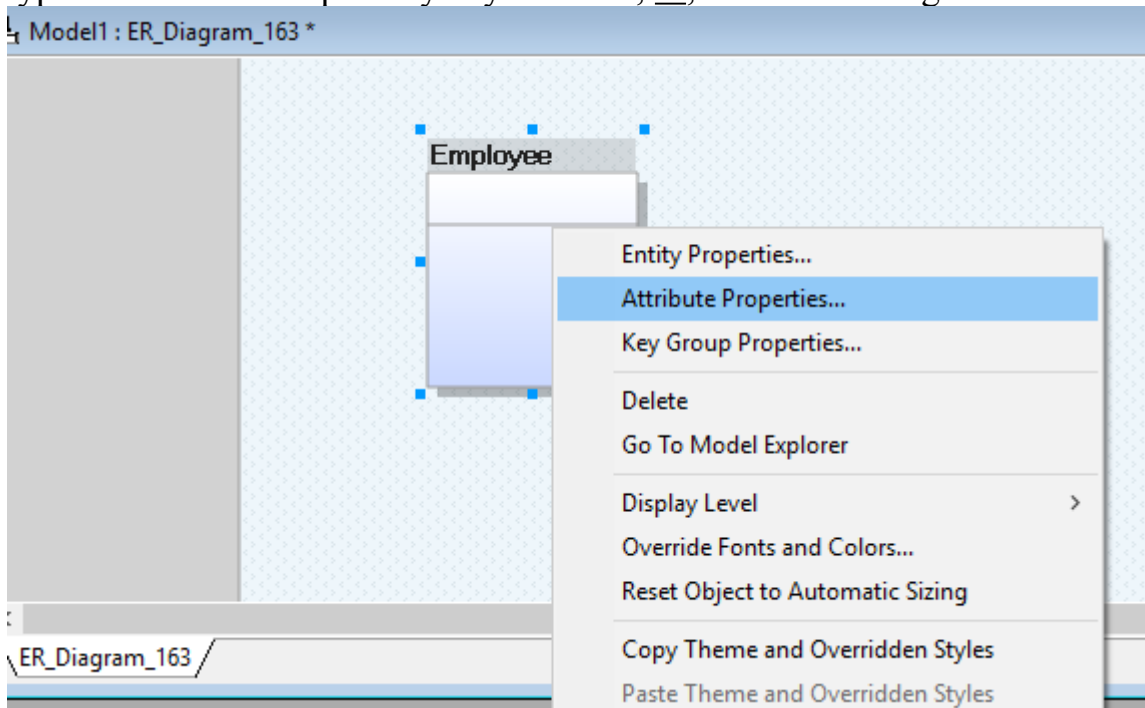 Model1 : ER_Diagram_163 *
Employee
Entity Properties...
Attribute Properties...
Key Group Properties...
Delete
Go To Model Explorer
Display Level
Override Fonts and Colors...
Reset Object to Automatic Sizing
Copy Theme and Overridden Styles
Paste Theme and Overridden Styles
ER_Diagram_163